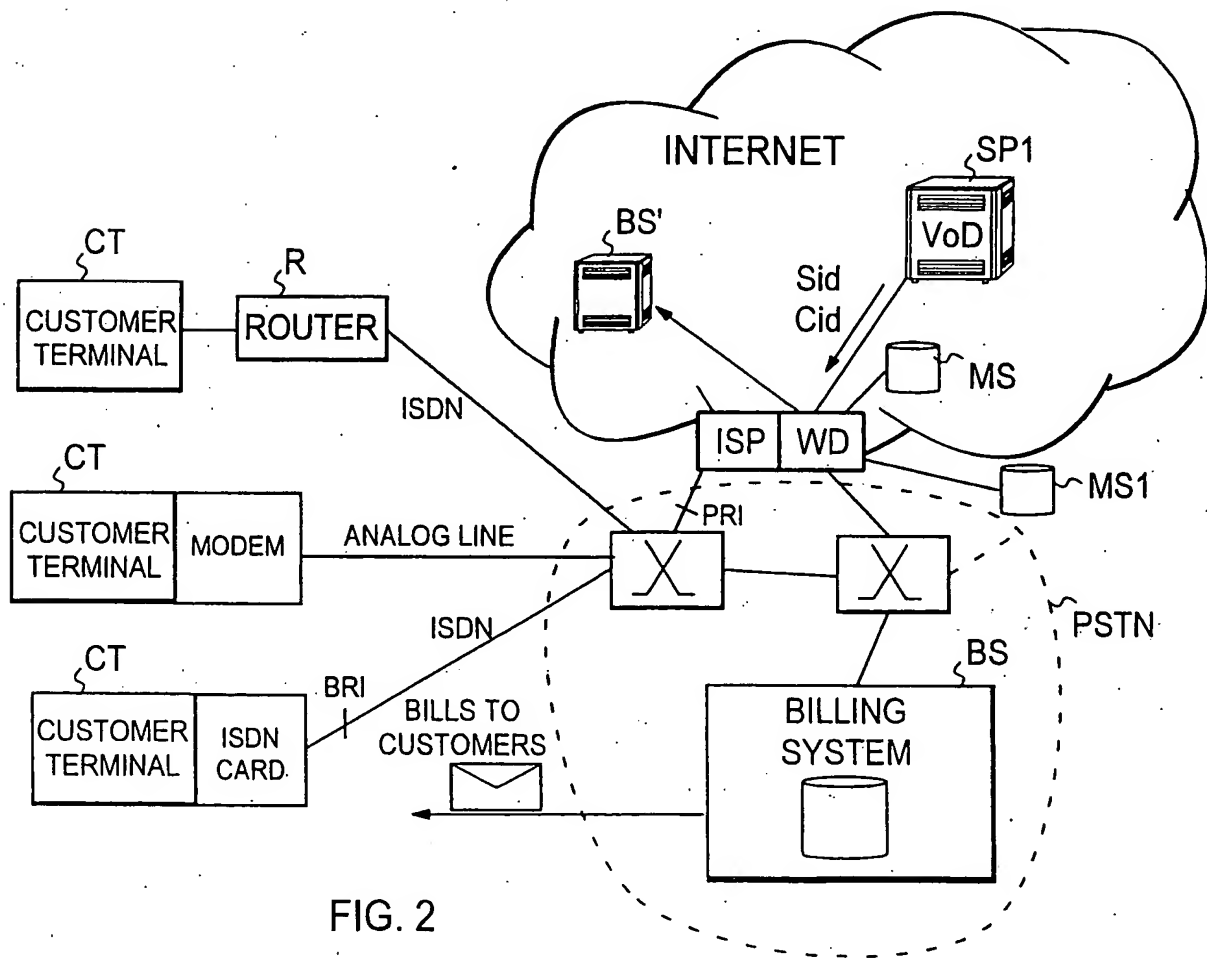 INTERNET
SP1
VoD
BS'
Sid
Cid
MS
CT
R
CUSTOMER
TERMINAL
ROUTER
ISDN
ISP
WD
MS1
PRI
CT
CUSTOMER
TERMINAL
MODEM
ANALOG LINE
ISDN
PSTN
CT
BRI
CUSTOMER
TERMINAL
ISDN
CARD
BILLS TO
CUSTOMERS
BS
BILLING
SYSTEM
FIG. 2